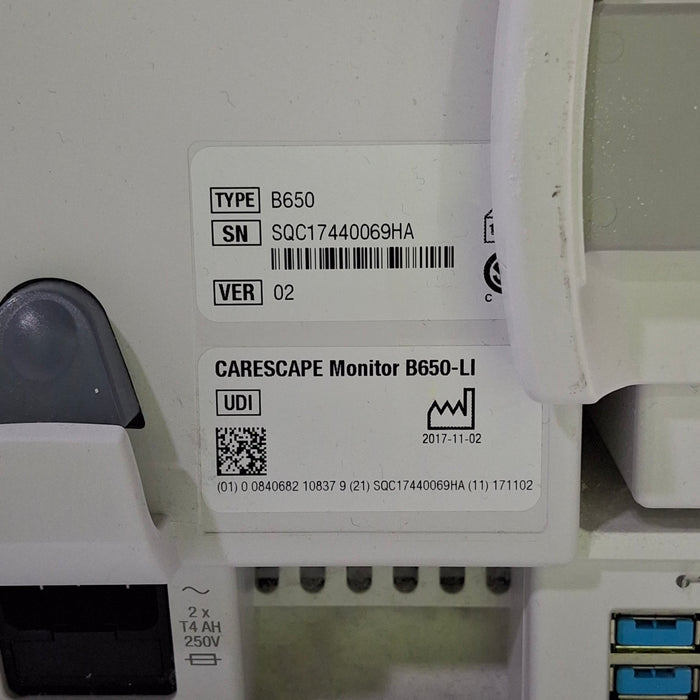 TYPE B650
SN SQC17440069HA
VER 02
CARESCAPE Monitor B650-LI
UDI
2017-11-02
(01) 0 0840682 10837 9 (21) SQC17440069HA (11) 171102
2 x
T4 AH
250V